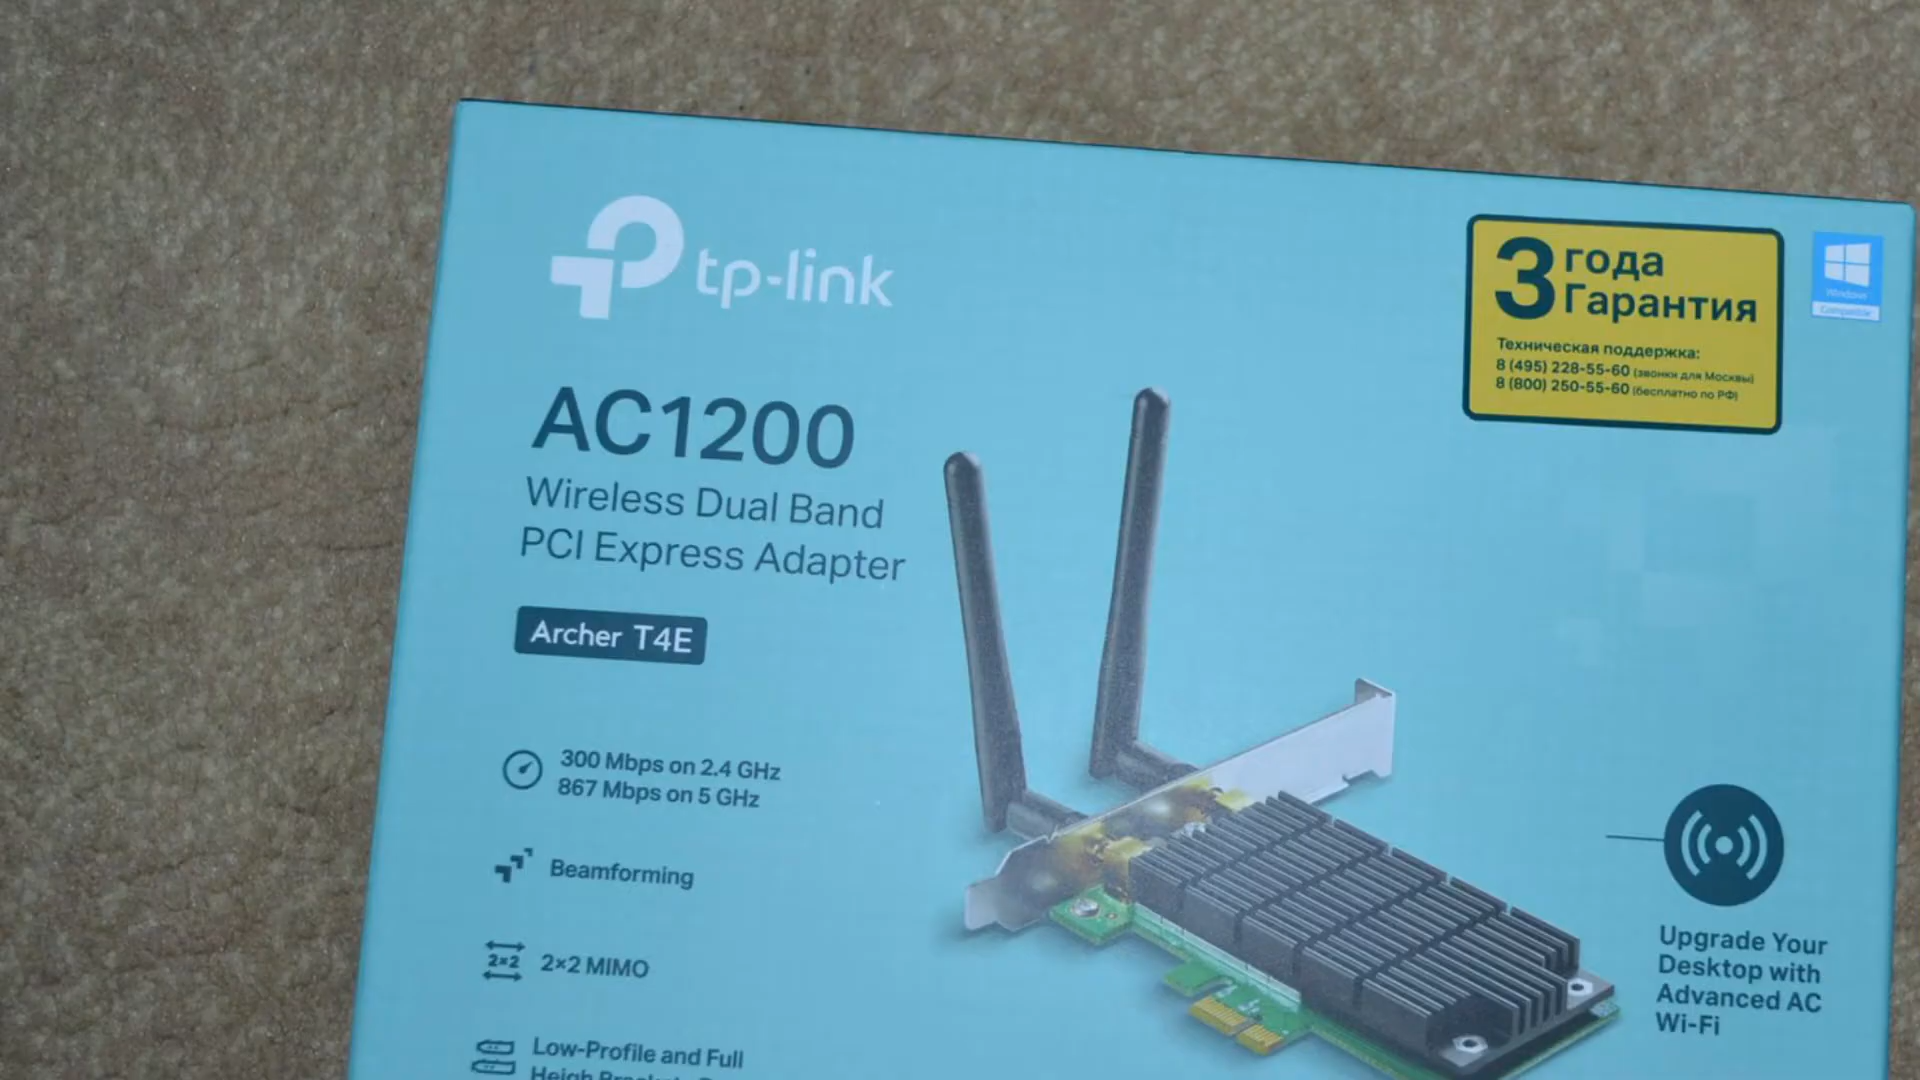 tp-link
3 года
Гарантия
Техническая поддержка:
8 (495) 228-55-60 (звонки для Москвы)
8 (800) 250-55-60 (бесплатно по РФ)
Windows
Compatible
AC1200
Wireless Dual Band
PCI Express Adapter
Archer T4E
300 Mbps on 2.4 GHz
867 Mbps on 5 GHz
Beamforming
2×2
2×2 MIMO
Low-Profile and Full
Upgrade Your
Desktop with
Advanced AC
Wi-Fi